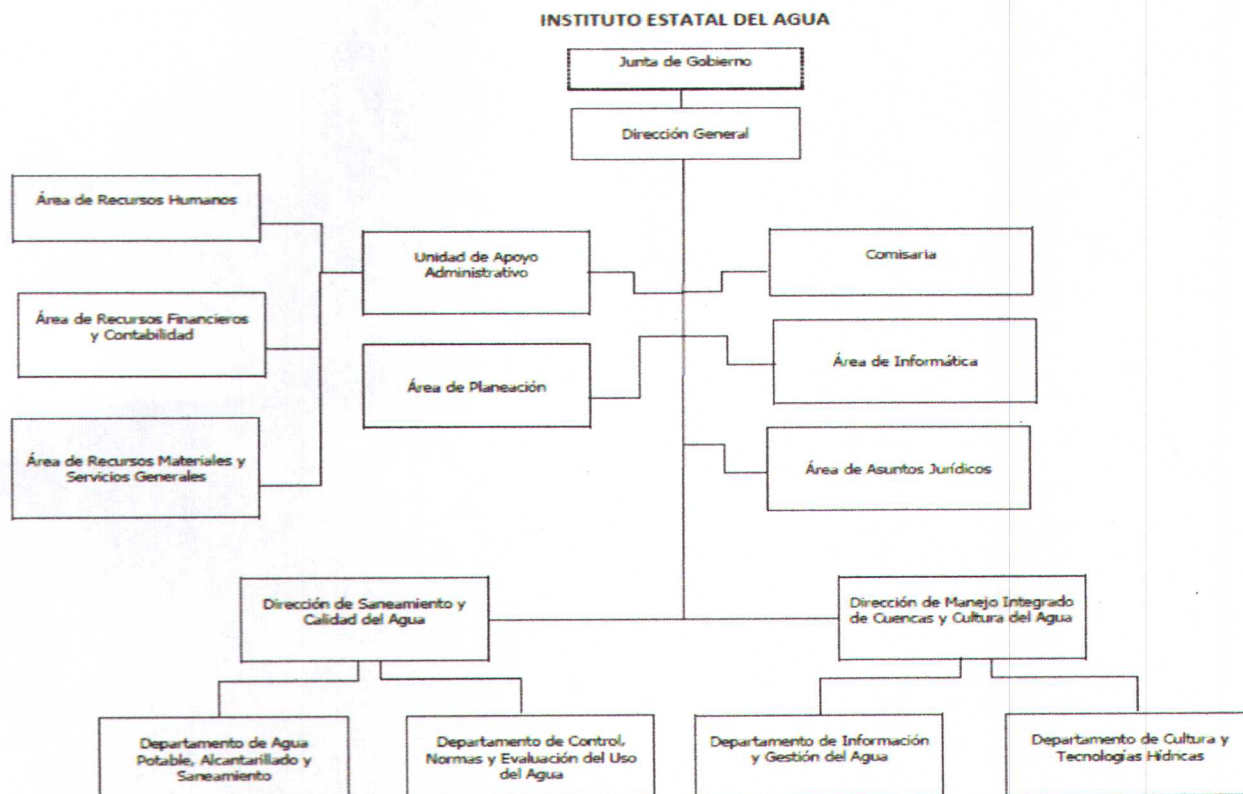 INSTITUTO ESTATAL DEL AGUA
Junta de Gobierno
Dirección General
Área de Recursos Humanos
Unidad de Apoyo
Administrativo
Comisaria
Área de Recursos Financieros
y Contabilidad
Área de Planeación
Área de Informática
Área de Recursos Materiales y
Servicios Generales
Área de Asuntos Jurídicos
Dirección de Saneamiento y
Calidad del Agua
Dirección de Manejo Integrado
de Cuencas y Cultura del Agua
Departamento de Agua
Potable, Alcantarillado y
Saneamiento
Departamento de Control,
Normas y Evaluación del Uso
del Agua
Departamento de Información
y Gestión del Agua
Departamento de Cultura y
Tecnologías Hídricas